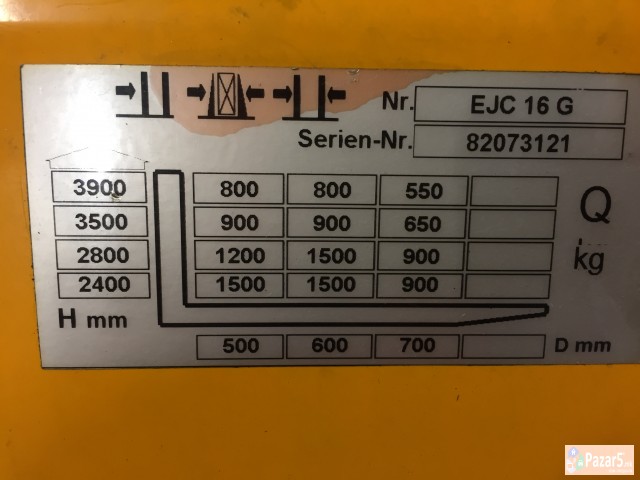 Nr. EJC 16 G
Serien-Nr. 82073121
3900 800 800 550
3500 900 900 650 Q
2800 1200 1500 900 kg
2400 1500 1500 900
H mm
500 600 700 D mm
Pazar5